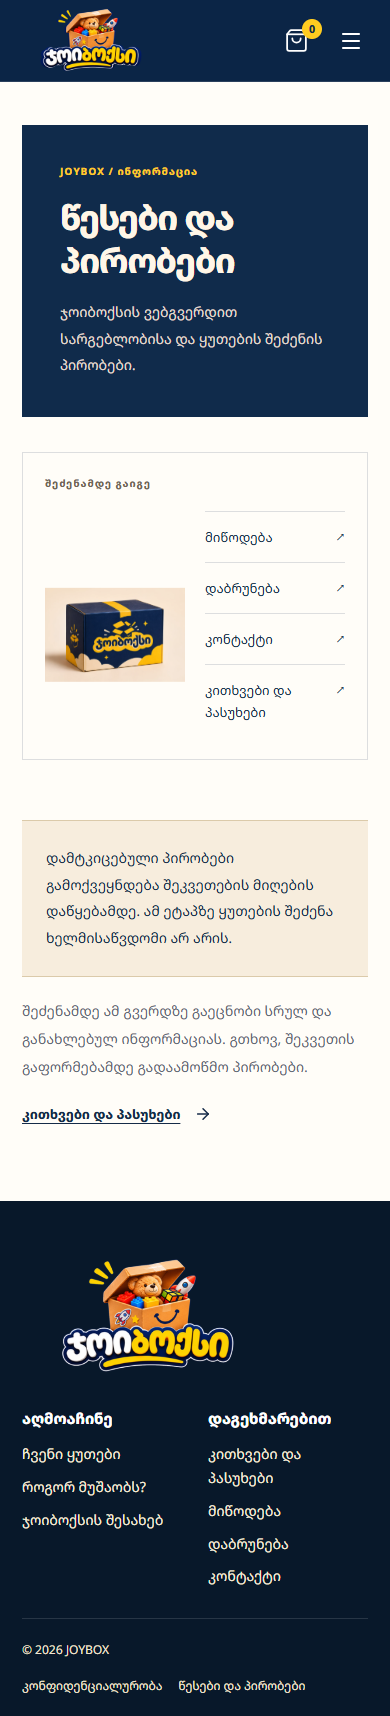 ჯოიბოქსი
0
JOYBOX / ინფორმაცია
წესები და
პირობები
ჯოიბოქსის ვებგვერდით
სარგებლობისა და ყუთების შეძენის
პირობები.
შეძენამდე გაიგე
ჯოიბოქსი
მიწოდება
დაბრუნება
კონტაქტი
კითხვები და
პასუხები
დამტკიცებული პირობები
გამოქვეყნდება შეკვეთების მიღების
დაწყებამდე. ამ ეტაპზე ყუთების შეძენა
ხელმისაწვდომი არ არის.
შეძენამდე ამ გვერდზე გაეცნობი სრულ და
განახლებულ ინფორმაციას. გთხოვ, შეკვეთის
გაფორმებამდე გადაამოწმო პირობები.
კითხვები და პასუხები
ჯოიბოქსი
აღმოაჩინე
ჩვენი ყუთები
როგორ მუშაობს?
ჯოიბოქსის შესახებ
დაგეხმარებით
კითხვები და
პასუხები
მიწოდება
დაბრუნება
კონტაქტი
© 2026 JOYBOX
კონფიდენციალურობა წესები და პირობები